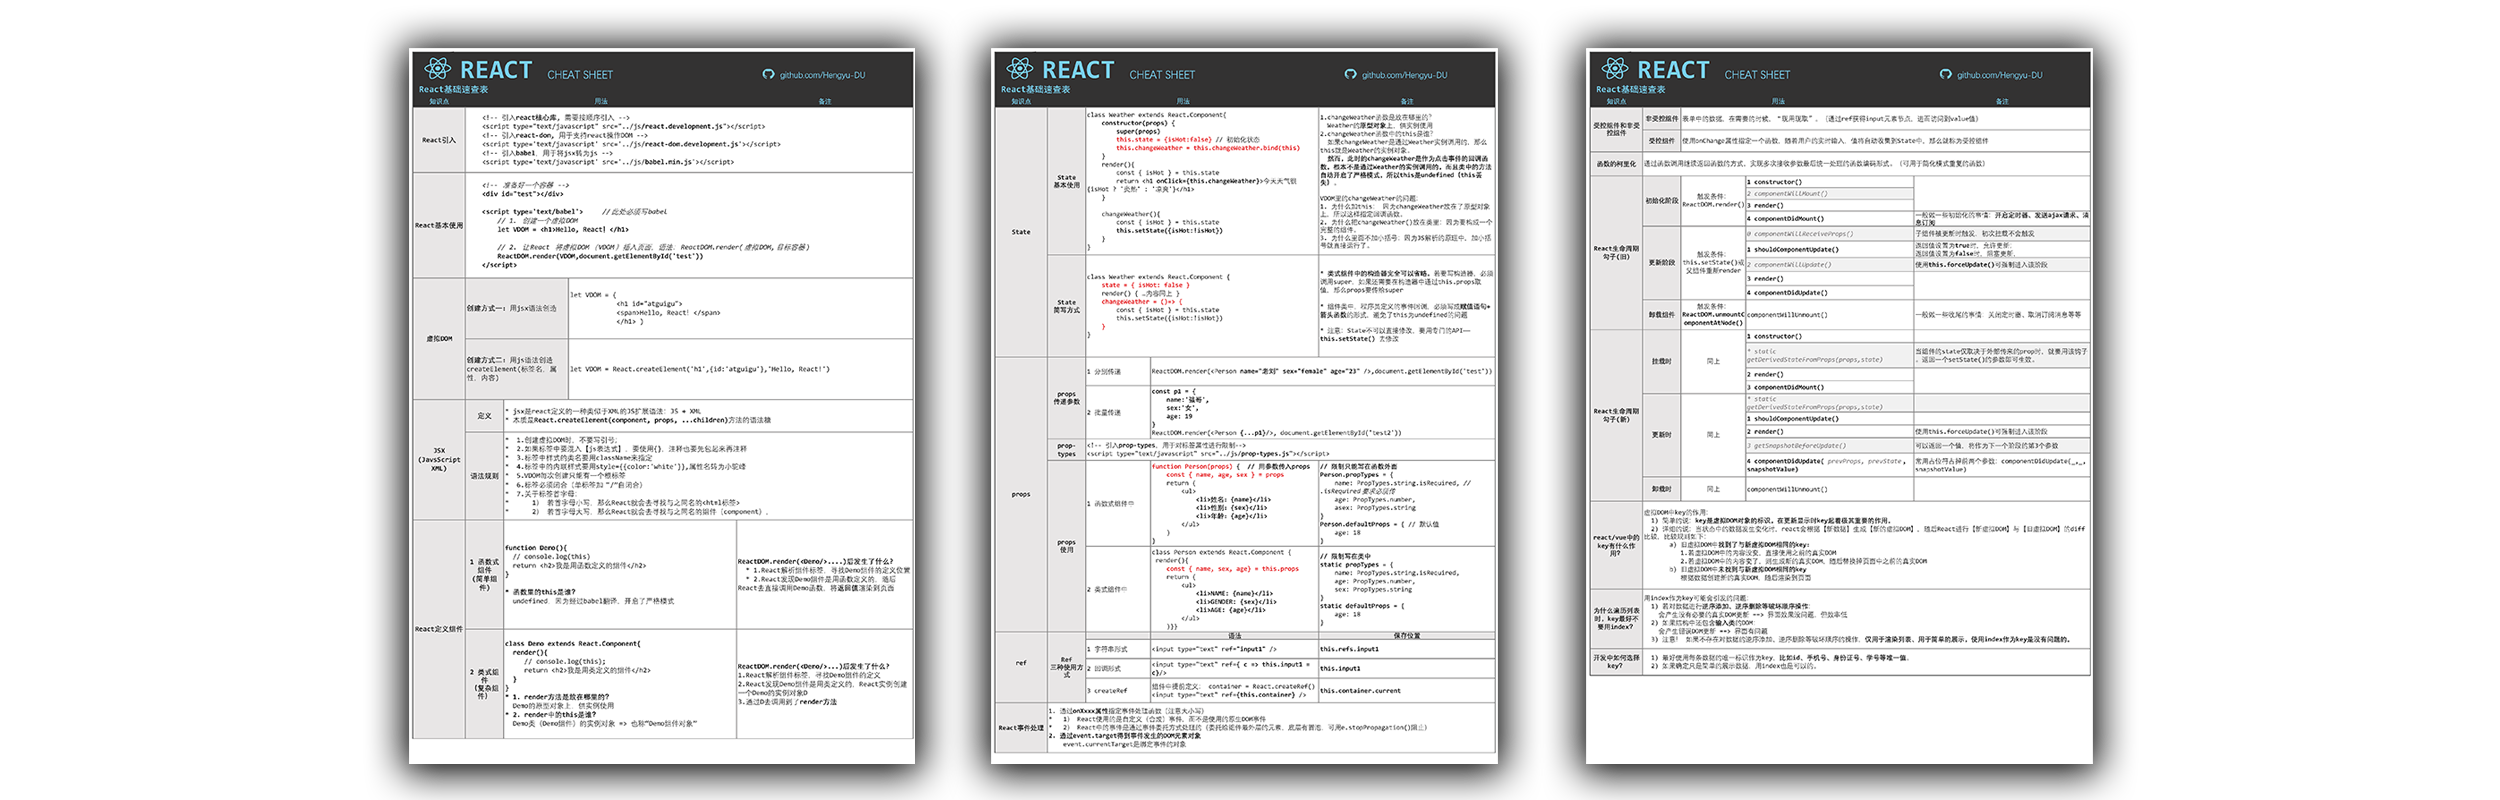 REACT CHEAT SHEET github.com/Hengyu-DU
React基础速查表
知识点 用法 备注
React引入
<!-- 引入react核心库, 需要按顺序引入 -->
<script type="text/javascript" src="../js/react.development.js"></script>
<!-- 引入react-dom, 用于支持react操作DOM -->
<script type='text/javascript' src='../js/react-dom.development.js'></script>
<!-- 引入babel, 用于将jsx转为js -->
<script type='text/javascript' src='../js/babel.min.js'></script>
React基本使用
<!-- 准备好一个容器 -->
<div id="test"></div>
<script type='text/babel'> //此处必须写babel
// 1. 创建一个虚拟DOM
let VDOM = <h1>Hello, React! </h1>
// 2. 让React 将虚拟DOM (VDOM) 插入页面, 语法: ReactDOM.render(虚拟DOM,目标容器)
ReactDOM.render(VDOM,document.getElementById('test'))
</script>
虚拟DOM
创建方式一: 用jsx语法创造
let VDOM = (
<h1 id="atguigu">
<span>Hello, React! </span>
</h1> )
创建方式二: 用js语法创造
createElement(标签名, 属性, 内容)
let VDOM = React.createElement('h1',{id:'atguigu'},'Hello, React!')
JSX
(JavaScript XML)
定义
* jsx是react定义的一种类似于XML的JS扩展语法: JS + XML
* 本质是React.createElement(component, props, ...children)方法的语法糖
语法规则
* 1.创建虚拟DOM时, 不要写引号;
* 2.如果标签中要混入【js表达式】, 要使用{}, 注释也要先包起来再注释
* 3.标签中样式的类名要用className来指定
* 4.标签中的内联样式要用style={{color:'white'}},属性名转为小驼峰
* 5.VDOM每次创建只能有一个根标签
* 6.标签必须闭合 (单标签加 "/"自闭合)
* 7.关于标签首字母:
* 1) 若首字母小写, 那么React就会去寻找与之同名的<html标签>
* 2) 若首字母大写, 那么React就会去寻找与之同名的组件 (component) 。
React定义组件
1 函数式组件
(简单组件)
function Demo(){
// console.log(this)
return <h2>我是用函数定义的组件</h2>
}
* 函数里的this是谁?
undefined, 因为经过babel翻译, 开启了严格模式
ReactDOM.render(<Demo/>....)后发生了什么?
* 1.React解析组件标签, 寻找Demo组件的定义位置
* 2.React发现Demo组件是用函数定义的, 随后
React去直接调用Demo函数, 将返回值渲染到页面
2 类式组件
(复杂组件)
class Demo extends React.Component{
render(){
// console.log(this);
return <h2>我是用类定义的组件</h2>
}
}
* 1. render方法是放在哪里的?
Demo的原型对象上, 供实例使用
* 2. render中的this是谁?
Demo类 (Demo组件) 的实例对象 => 也称"Demo组件对象"
ReactDOM.render(<Demo/>...)后发生了什么?
1.React解析组件标签, 寻找Demo组件的定义
2.React发现Demo组件是用类定义的, React实例创建
一个Demo的实例对象D
3.通过D去调用到了render方法
REACT CHEAT SHEET github.com/Hengyu-DU
React基础速查表
知识点 用法 备注
State
State
基本使用
class Weather extends React.Component{
constructor(props) {
super(props)
this.state = {isHot:false} // 初始化状态
this.changeWeather = this.changeWeather.bind(this)
}
render(){
const { isHot } = this.state
return <h1 onClick={this.changeWeather}>今天天气很
{isHot ? '炎热' : '凉爽'}</h1>
}
changeWeather(){
const { isHot } = this.state
this.setState({isHot:!isHot})
}
}
1.changeWeather函数是放在哪里的?
Weather的原型对象上, 供实例使用
2.changeWeather函数中的this是谁?
如果changeWeather是通过Weather实例调用的, 那么
this就是Weather的实例对象。
然而, 此时的changeWeather是作为点击事件的回调函
数, 根本不是通过Weather的实例调用的, 而且类中的方法
自动开启了严格模式, 所以this是undefined (this丢
失) 。
VDOM里的changeWeather的问题:
1. 为什么加this: 因为changeWeather放在了原型对象
上, 所以这样指定回调函数。
2. 为什么把changeWeather()放在类里: 因为要构成一个
完整的组件。
3. 为什么里面不加小括号: 因为JS解析的原理中, 加小括
号就直接运行了。
State
简写方式
class Weather extends React.Component {
state = { isHot: false }
render() { …内容同上 }
changeWeather = ()=> {
const { isHot } = this.state
this.setState({isHot:!isHot})
}
}
* 类式组件中的构造器完全可以省略。若要写构造器, 必须
调用super, 如果还需要在构造器中通过this.props取
值, 那么props要传给super
* 组件类中, 程序员定义的事件回调, 必须写成赋值语句+
箭头函数的形式, 避免了this为undefined的问题
* 注意: State不可以直接修改, 要用专门的API——
this.setState() 去修改
props
props
传递参数
1 分别传递
ReactDOM.render(<Person name="老刘" sex="female" age="23" />,document.getElementById('test'))
2 批量传递
const p1 = {
name:'强哥',
sex:'女',
age: 19
}
ReactDOM.render(<Person {...p1}/>, document.getElementById('test2'))
prop-types
<!-- 引入prop-types, 用于对标签属性进行限制-->
<script type="text/javascript" src="../js/prop-types.js"></script>
props
使用
1 函数式组件中
function Person(props) { // 用参数传入props
const { name, age, sex } = props
return (
<ul>
<li>姓名: {name}</li>
<li>性别: {sex}</li>
<li>年龄: {age}</li>
</ul>
)
}
// 限制只能写在函数外面
Person.propTypes = {
name: PropTypes.string.isRequired, //
.isRequired要求必须传
age: PropTypes.number,
asex: PropTypes.string
}
Person.defaultProps = { // 默认值
age: 18
}
2 类式组件中
class Person extends React.Component {
render(){
const { name, sex, age} = this.props
return (
<ul>
<li>NAME: {name}</li>
<li>GENDER: {sex}</li>
<li>AGE: {age}</li>
</ul>
)}}
// 限制写在类中
static propTypes = {
name: PropTypes.string.isRequired,
age: PropTypes.number,
sex: PropTypes.string
}
static defaultProps = {
age: 18
}
ref
Ref
三种使用方式
语法 保存位置
1 字符串形式 <input type="text" ref="input1" /> this.refs.input1
2 回调形式 <input type="text" ref={ c => this.input1 = c}/> this.input1
3 createRef 组件中提前定义: container = React.createRef()
<input type="text" ref={this.container} /> this.container.current
React事件处理
1. 通过onXxxx属性指定事件处理函数 (注意大小写)
* 1) React使用的是自定义 (合成) 事件, 而不是使用的原生DOM事件
* 2) React中的事件是通过事件委托方式处理的 (委托给组件最外层的元素, 底层有冒泡, 可用e.stopPropagation()阻止)
2. 通过event.target得到事件发生的DOM元素对象
event.currentTarget是绑定事件的对象
REACT CHEAT SHEET github.com/Hengyu-DU
React基础速查表
知识点 用法 备注
受控组件和非受控组件
非受控组件 表单中的数据, 在需要的时候, "现用现取" 。 (通过ref获得input元素节点, 进而访问到value值)
受控组件 使用onChange属性指定一个函数, 随着用户的实时输入, 值将自动收集到State中, 那么就称为受控组件
函数的柯里化 通过函数调用继续返回函数的方式, 实现多次接收参数最后统一处理的函数编码形式。 (可用于简化模式重复的函数)
React生命周期
勾子(旧)
初始化阶段
触发条件:
ReactDOM.render()
1 constructor()
2 componentWillMount()
3 render()
4 componentDidMount() 一般做一些初始化的事情: 开启定时器、发送ajax请求、消息订阅
更新阶段
触发条件:
this.setState()或
父组件重新render
0 componentWillReceiveProps() 子组件被更新时触发, 初次挂载不会触发
1 shouldComponentUpdate() 返回值设置为true时, 允许更新;
返回值设置为false时, 阻塞更新.
2 componentWillUpdate() 使用this.forceUpdate()可强制进入该阶段
3 render()
4 componentDidUpdate()
卸载组件
触发条件:
ReactDOM.unmountComponentAtNode()
componentWillUnmount() 一般做一些收尾的事情: 关闭定时器、取消订阅消息等等
React生命周期
勾子(新)
挂载时 同上
1 constructor()
* static
getDerivedStateFromProps(props,state) 当组件的state仅取决于外部传来的prop时, 就要用该钩子
, 返回一个setState()的参数即可生效。
2 render()
3 componentDidMount()
更新时 同上
* static
getDerivedStateFromProps(props,state)
1 shouldComponentUpdate()
2 render() 使用this.forceUpdate()可强制进入该阶段
3 getSnapshotBeforeUpdate() 可以返回一个值, 将作为下一个阶段的第3个参数
4 componentDidUpdate( prevProps, prevState, snapshotValue) 常用占位符占掉前两个参数: componentDidUpdate(_,_, snapshotValue)
卸载时 同上 componentWillUnmount()
react/vue中的key有什么作用?
虚拟DOM中key的作用:
1) 简单的说: key是虚拟DOM对象的标识, 在更新显示时key起着极其重要的作用。
2) 详细的说: 当状态中的数据发生变化时, react会根据【新数据】生成【新的虚拟DOM】, 随后React进行【新虚拟DOM】与【旧虚拟DOM】的diff
比较, 比较规则如下:
a) 旧虚拟DOM中找到了与新虚拟DOM相同的key:
1.若虚拟DOM中的内容没变, 直接使用之前的真实DOM
2.若虚拟DOM中的内容变了, 则生成新的真实DOM, 随后替换掉页面中之前的真实DOM
b) 旧虚拟DOM中未找到与新虚拟DOM相同的key
根据数据创建新的真实DOM, 随后渲染到页面
为什么遍历列表时, key最好不要用index?
用index作为key可能会引发的问题:
1) 若对数据进行逆序添加、逆序删除等破坏顺序操作:
会产生没有必要的真实DOM更新 ==> 界面效果没问题, 但效率低
2) 如果结构中还包含输入类的DOM:
会产生错误DOM更新 ==> 界面有问题
3) 注意! 如果不存在对数据的逆序添加、逆序删除等破坏顺序的操作, 仅用于渲染列表、用于简单的展示, 使用index作为key是没有问题的。
开发中如何选择key?
1) 最好使用每条数据的唯一标识作为key, 比如id、手机号、身份证号、学号等唯一值。
2) 如果确定只是简单的展示数据, 用index也是可以的。